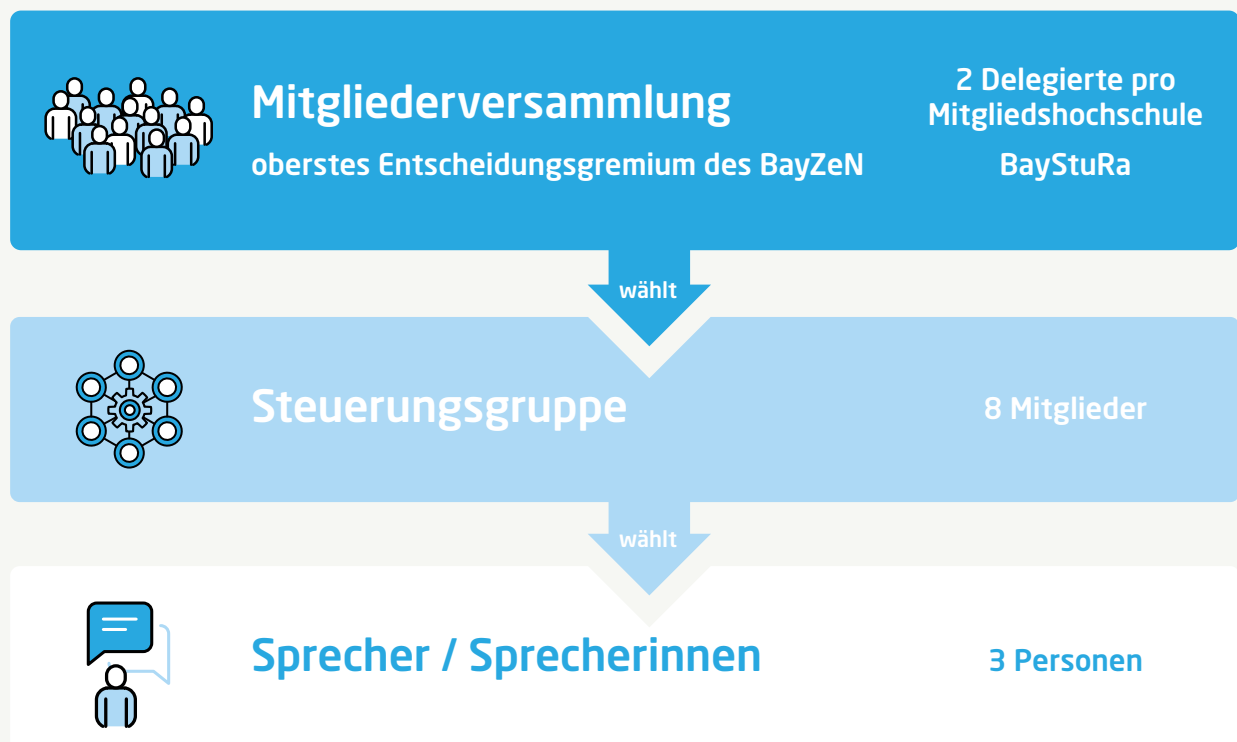 Mitgliederversammlung
oberstes Entscheidungsgremium des BayZeN
2 Delegierte pro
Mitgliedshochschule
BayStuRa
wählt
Steuerungsgruppe
8 Mitglieder
wählt
Sprecher / Sprecherinnen
3 Personen